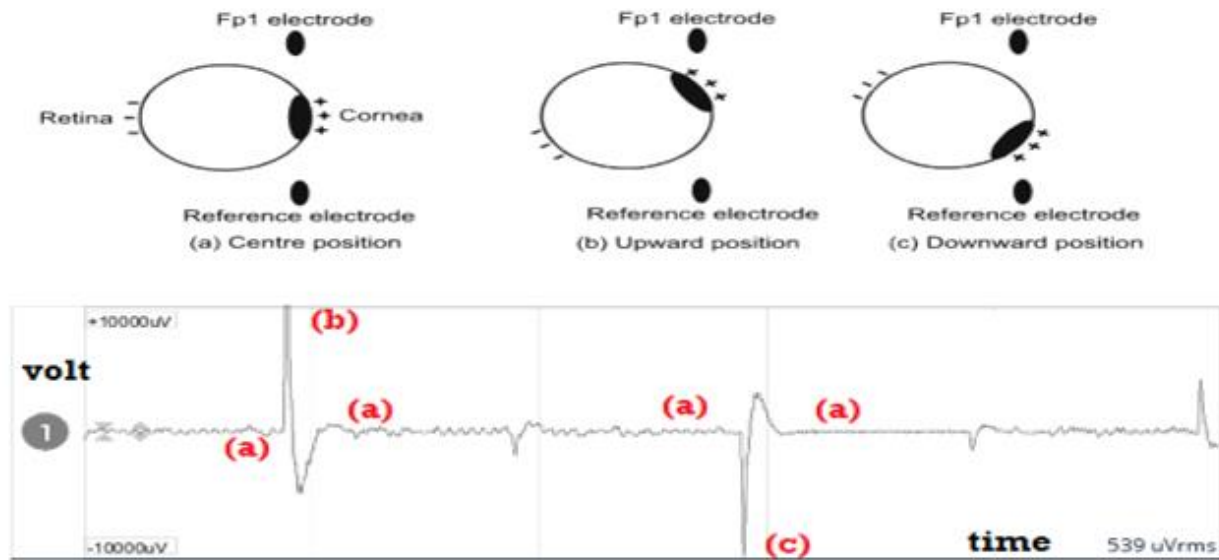 Fp1 electrode
Fp1 electrode
Fp1 electrode
Retina
Cornea
Reference electrode
Reference electrode
Reference electrode
(a) Centre position
(b) Upward position
(c) Downward position
+10000uV
(b)
volt
1
(a)
(a)
(a)
(a)
-10000uV
(c)
time
539 uVrms